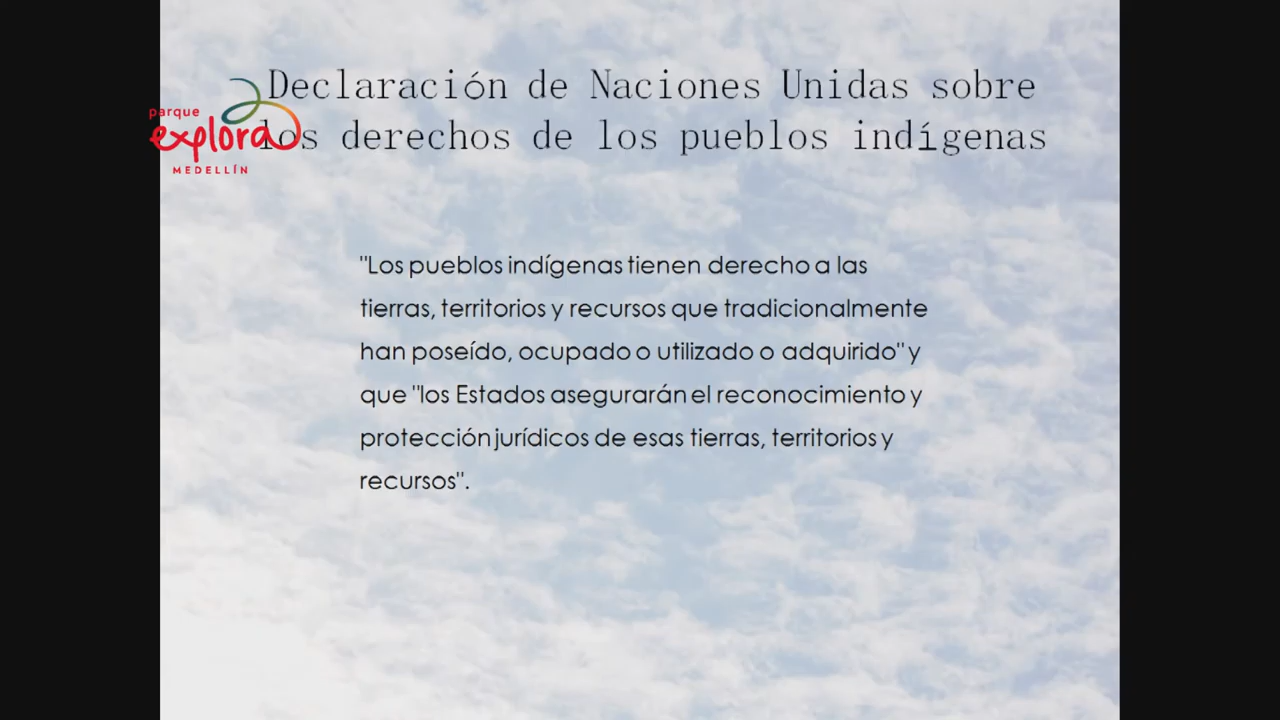 Declaración de Naciones Unidas sobre
los derechos de los pueblos indígenas
parque
explora
MEDELLÍN
"Los pueblos indígenas tienen derecho a las
tierras, territorios y recursos que tradicionalmente
han poseído, ocupado o utilizado o adquirido" y
que "los Estados asegurarán el reconocimiento y
protección jurídicos de esas tierras, territorios y
recursos".